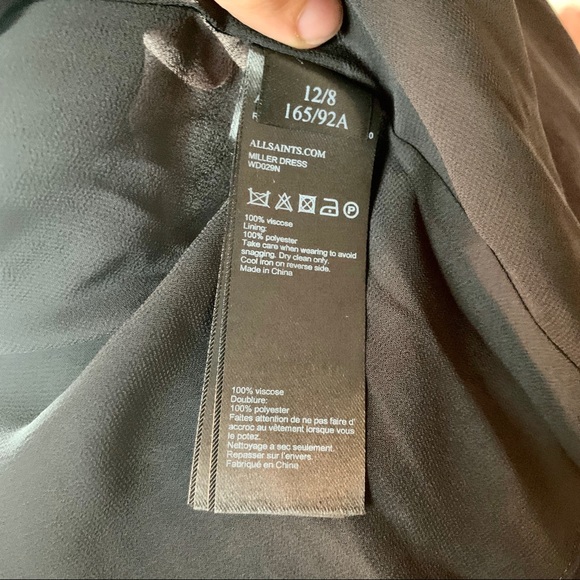 12/8
165/92A
ALLSAINTS.COM
MILLER DRESS
WD029N
P
100% viscose
Lining:
100% polyester
Take care when wearing to avoid
snagging. Dry clean only.
Cool iron on reverse side.
Made in China
100% viscose
Doublure:
100% polyester
Faites attention de ne pas faire d'
accroc au vêtement lorsque vous
le potez.
Nettoyage a sec seulement.
Repasser sur l'envers.
Fabriqué en China